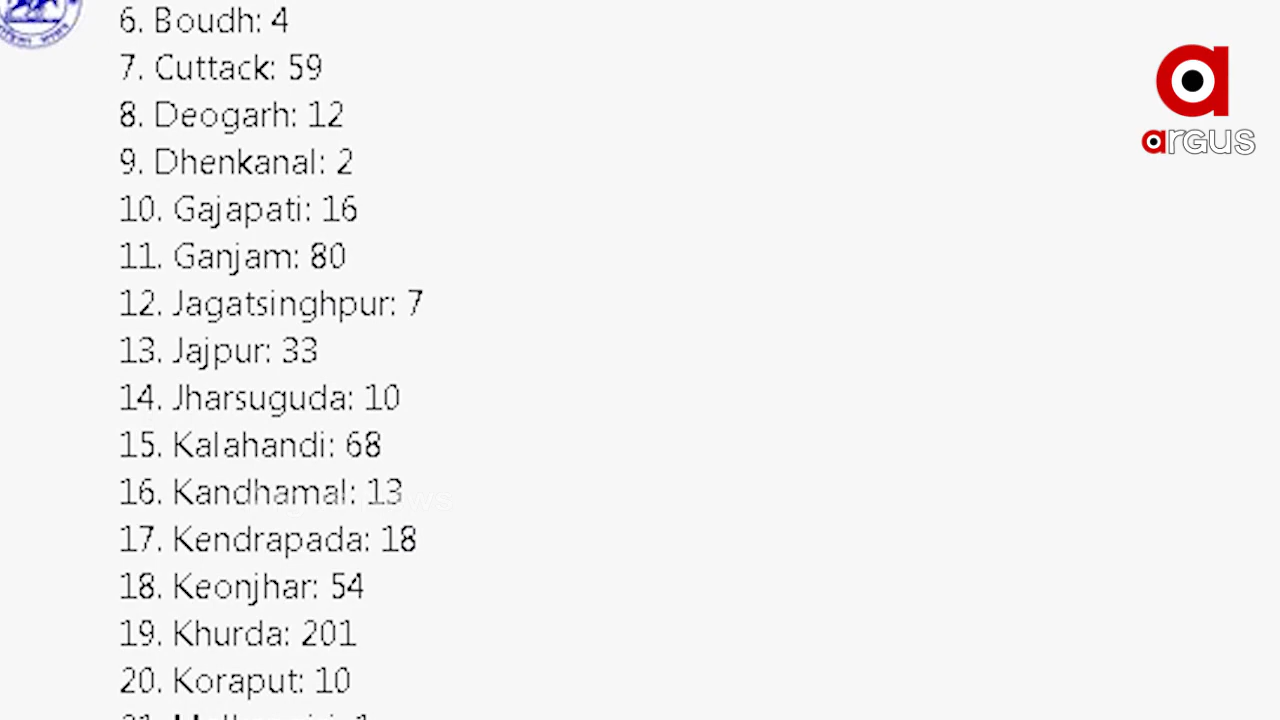 6. Boudh: 4
7. Cuttack: 59
8. Deogarh: 12
9. Dhenkanal: 2
10. Gajapati: 16
11. Ganjam: 80
12. Jagatsinghpur: 7
13. Jajpur: 33
14. Jharsuguda: 10
15. Kalahandi: 68
16. Kandhamal: 13
17. Kendrapada: 18
18. Keonjhar: 54
19. Khurda: 201
20. Koraput: 10
argus